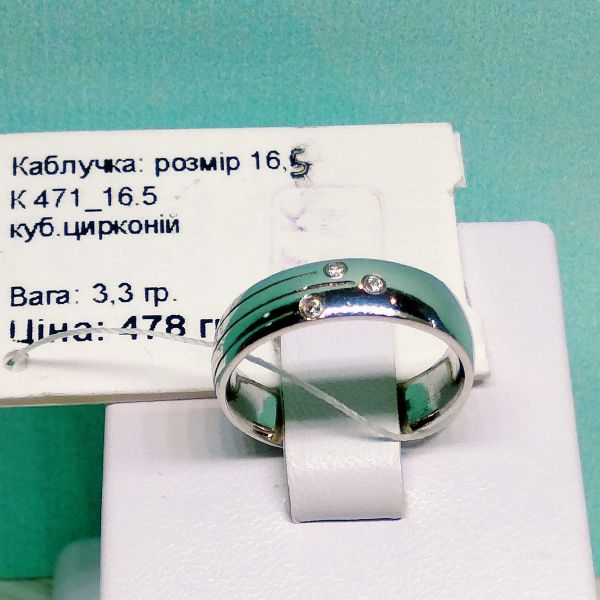 Каблучка: розмір 16,5
К 471_16.5
куб.цирконій
Вага: 3,3 гр.
Ціна: 478